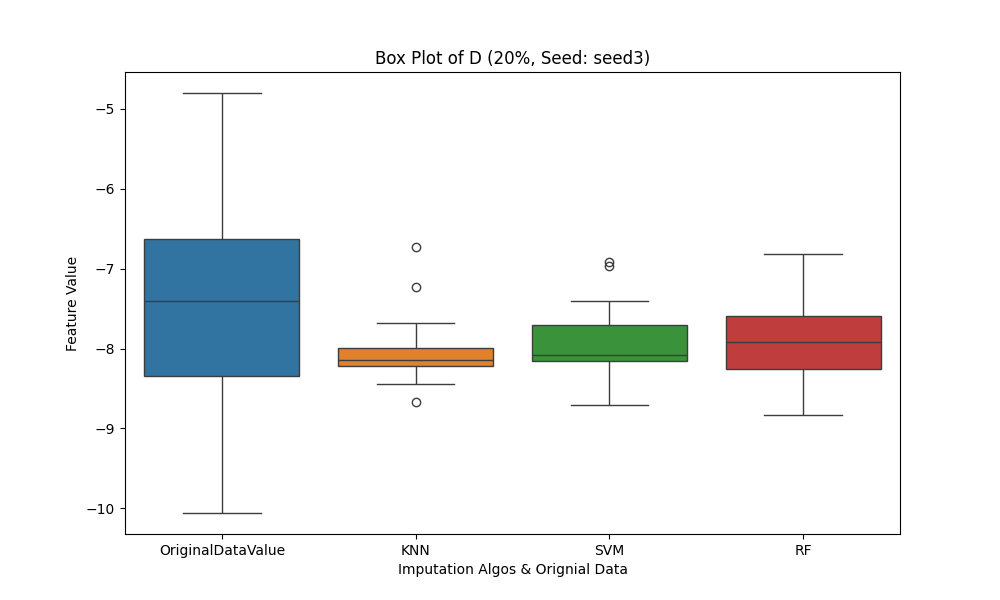 Box Plot of D (20%, Seed: seed3)
Feature Value
−5
−6
−7
−8
−9
−10
OriginalDataValue
KNN
SVM
RF
Imputation Algos & Orignial Data